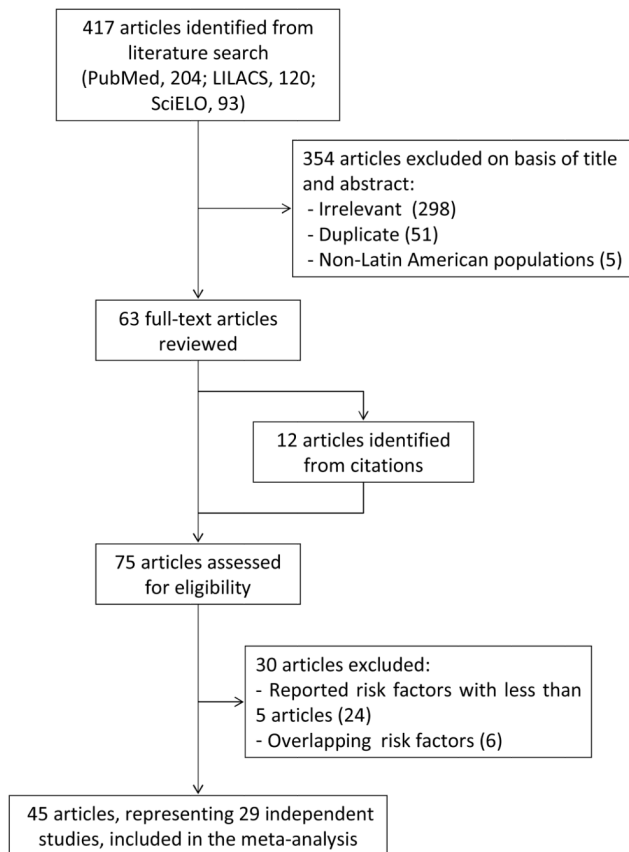 417 articles identified from
literature search
(PubMed, 204; LILACS, 120;
SciELO, 93)
354 articles excluded on basis of title
and abstract:
- Irrelevant (298)
- Duplicate (51)
- Non-Latin American populations (5)
63 full-text articles
reviewed
12 articles identified
from citations
75 articles assessed
for eligibility
30 articles excluded:
- Reported risk factors with less than
5 articles (24)
- Overlapping risk factors (6)
45 articles, representing 29 independent
studies, included in the meta-analysis